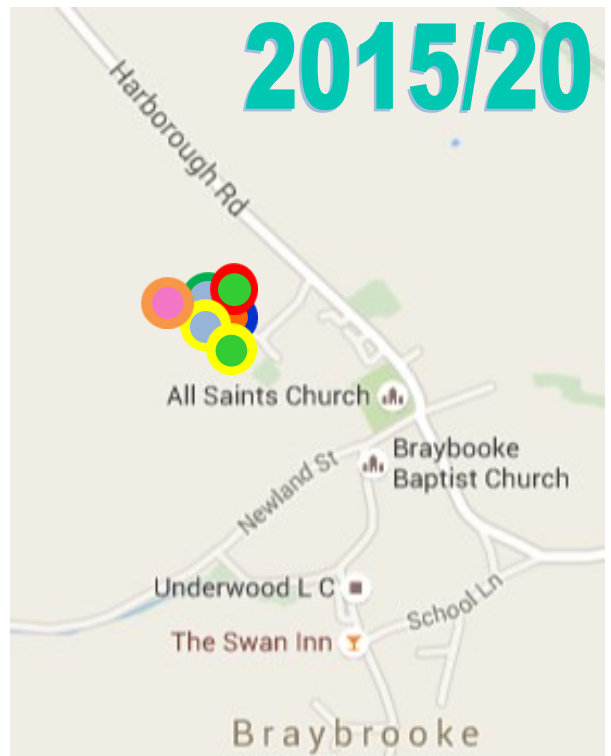 2015/20
Harborough Rd
All Saints Church
Braybooke
Baptist Church
Newland St
Underwood L C
School Ln
The Swan Inn
Braybrooke